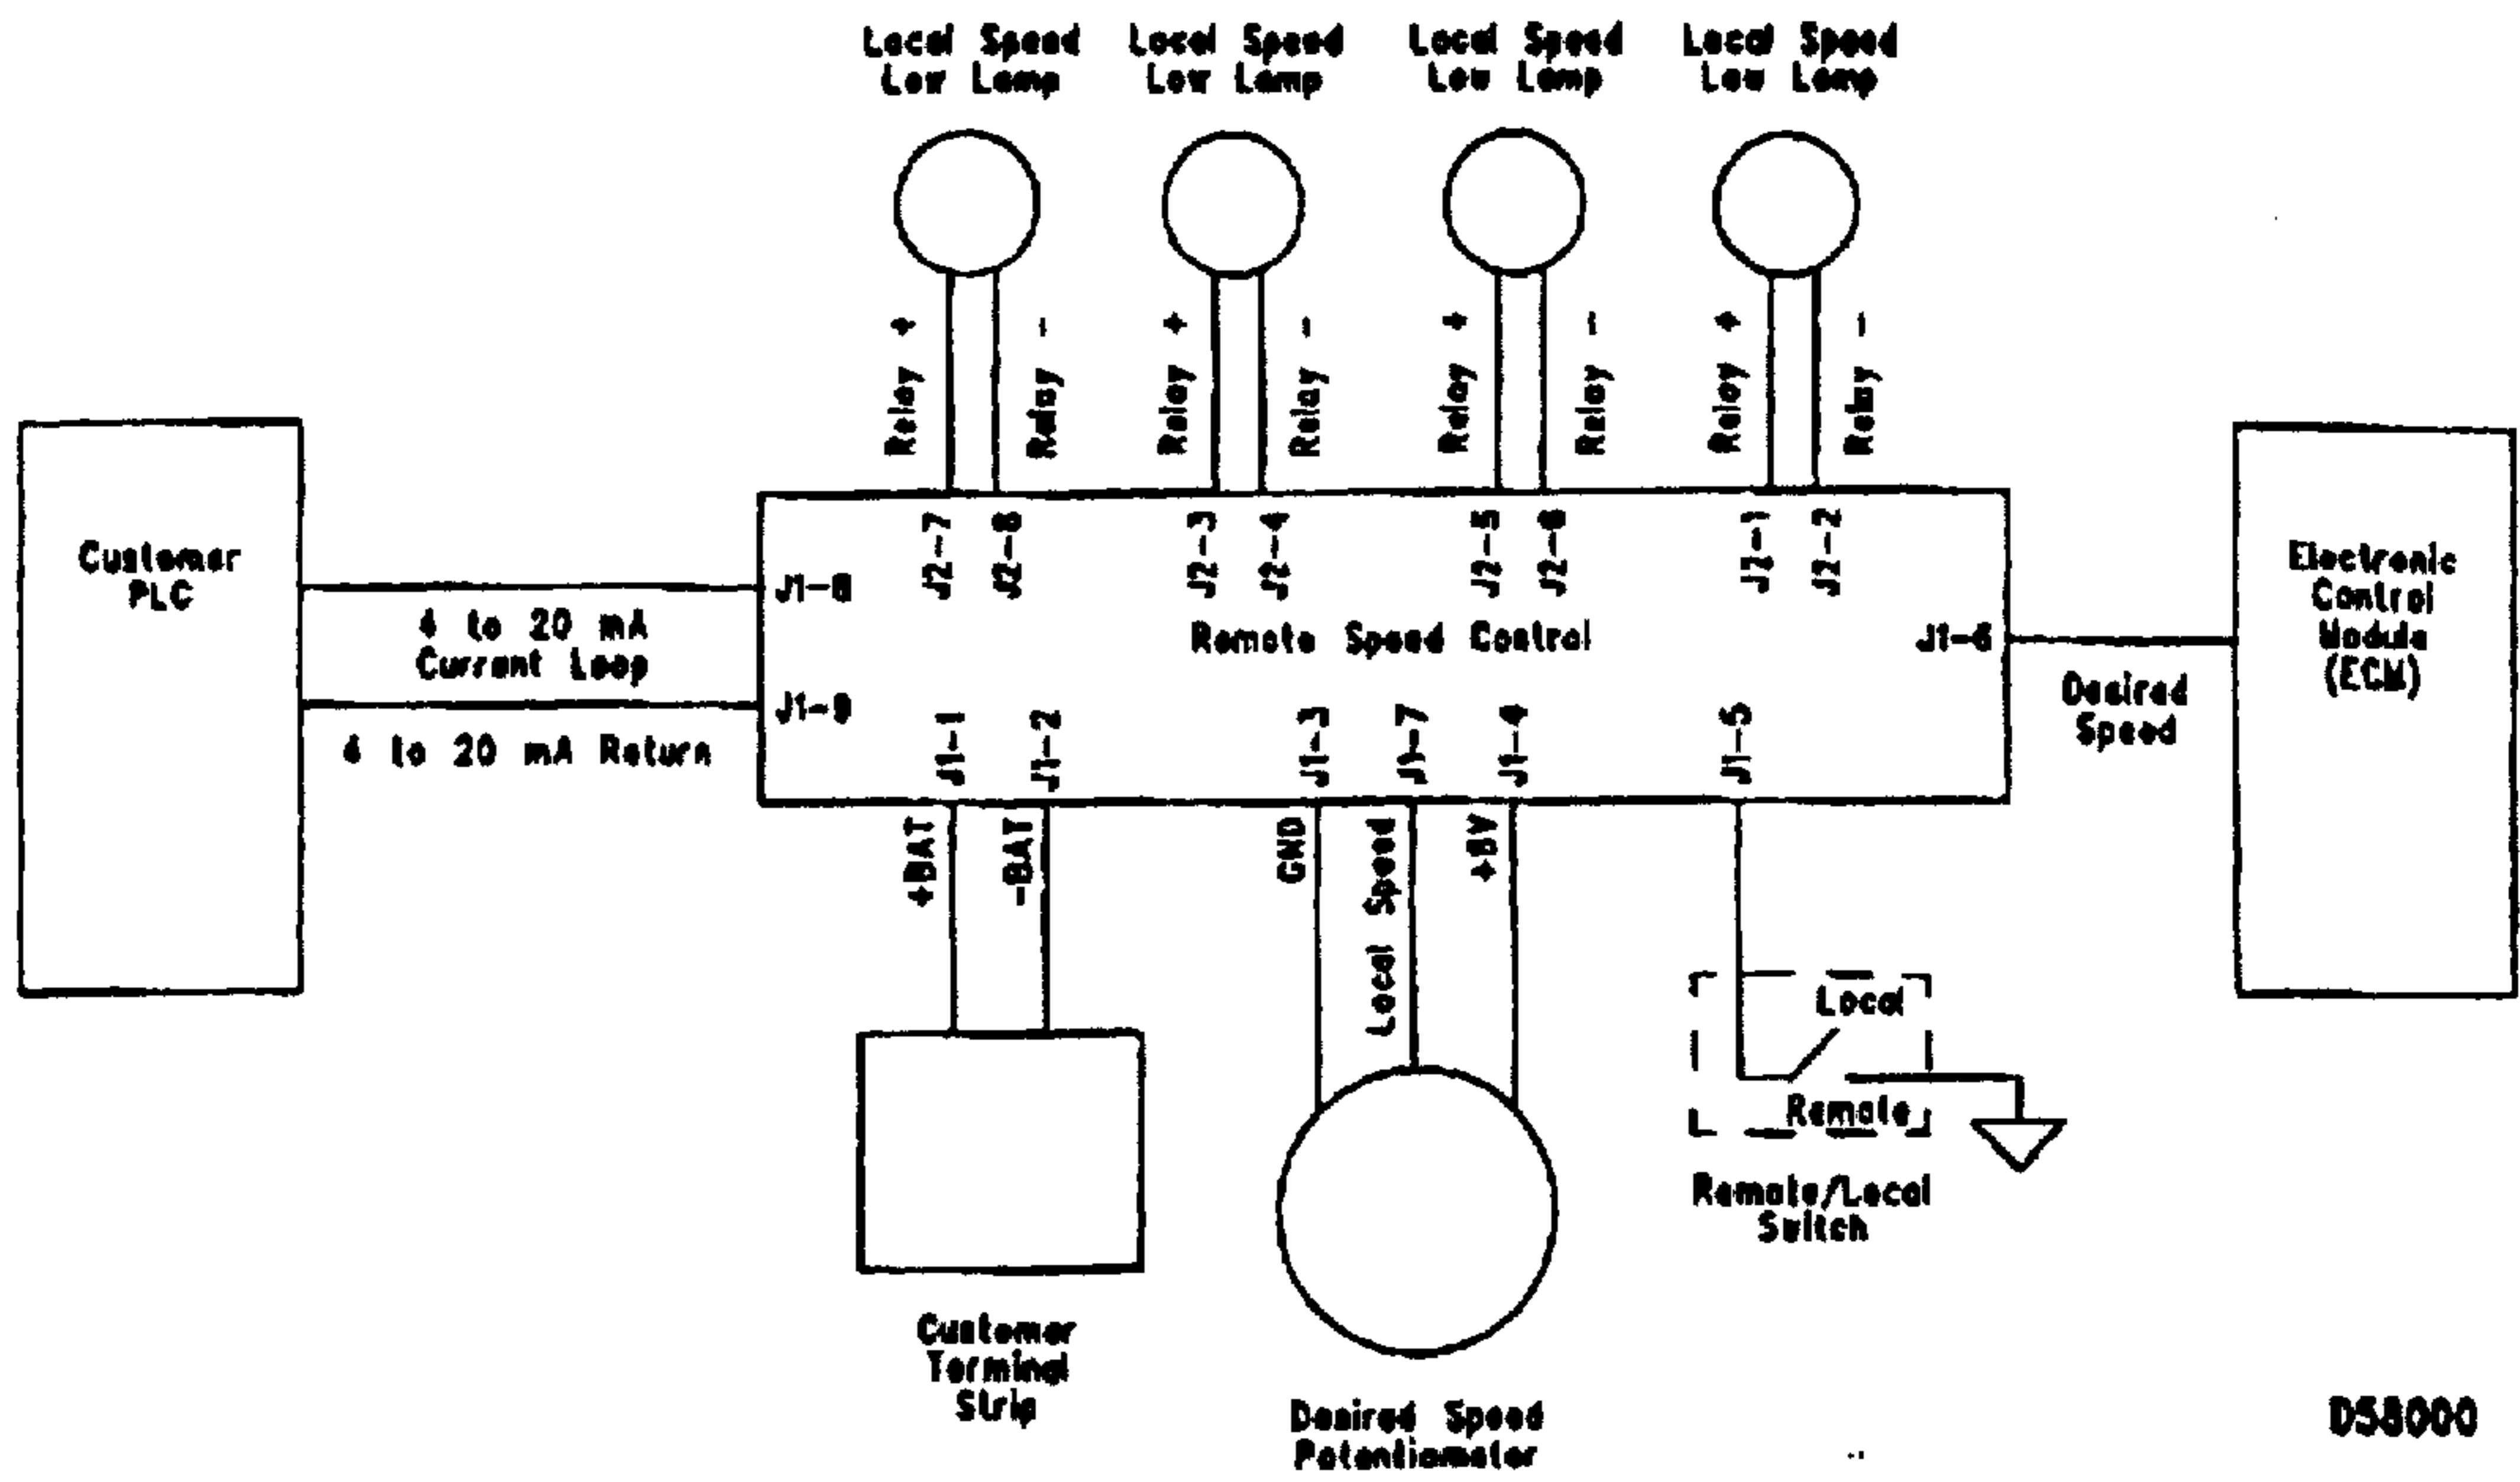 Local Speed
Low Lamp
Local Speed
Low Lamp
Local Speed
Low Lamp
Local Speed
Low Lamp
Relay +
Relay -
Relay +
Relay -
Relay +
Relay -
Relay +
Relay -
Customer
PLC
J2-7
J2-8
J2-3
J2-4
J2-5
J2-6
J2-1
J2-2
Electronic
Control
Module
(ECM)
J1-8
4 to 20 mA
Current Loop
Remote Speed Control
J1-6
J1-9
4 to 20 mA Return
Desired
Speed
J1-1
J1-2
J1-3
J1-7
J1-4
J1-5
+BAT
-BAT
GND
Local Speed
+8V
Local
Remote
Remote/Local
Switch
Customer
Terminal
Strip
Desired Speed
Potentiometer